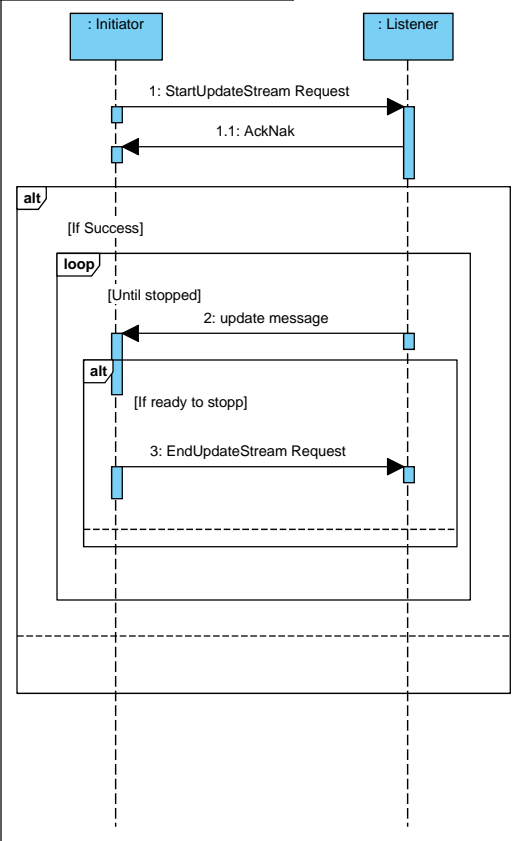 : Initiator
: Listener
1: StartUpdateStream Request
1.1: AckNak
alt
[If Success]
loop
[Until stopped]
2: update message
alt
[If ready to stopp]
3: EndUpdateStream Request